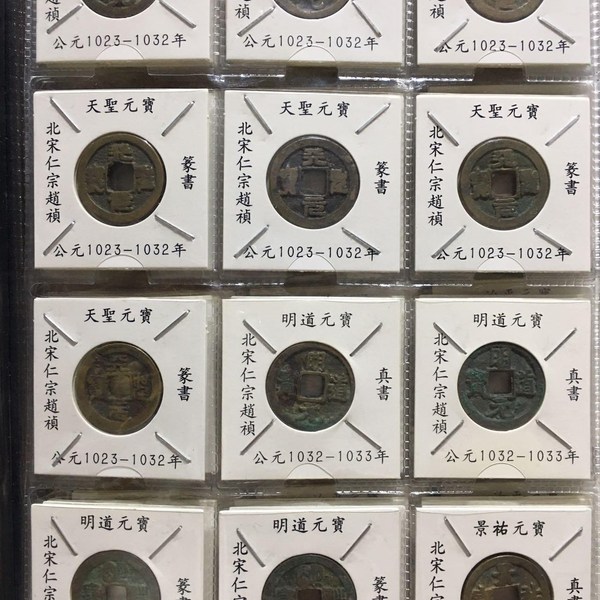 公元1023-1032年
公元1023-1032年
公元1023-1032年
天聖元寶
北宋仁宗趙禎
篆書
公元1023-1032年
天聖元寶
北宋仁宗趙禎
篆書
公元1023-1032年
天聖元寶
北宋仁宗趙禎
篆書
公元1023-1032年
天聖元寶
北宋仁宗趙禎
篆書
公元1023-1032年
明道元寶
北宋仁宗趙禎
真書
明道元
公元1032-1033年
明道元寶
北宋仁宗趙禎
真書
明道元
公元1032-1033年
明道元寶
北宋仁宗
篆書
明道元寶
北宋仁宗
篆書
景祐元寶
北宋仁宗
真書